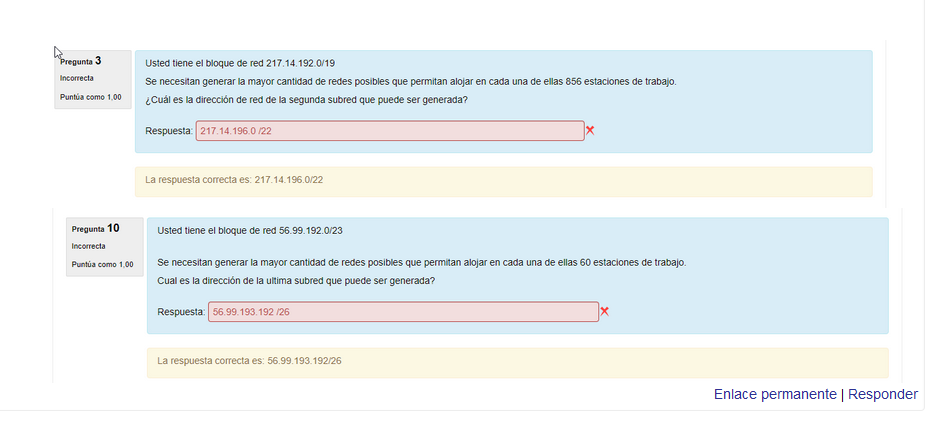 Pregunta 3
Incorrecta
Puntúa como 1,00
Usted tiene el bloque de red 217.14.192.0/19
Se necesitan generar la mayor cantidad de redes posibles que permitan alojar en cada una de ellas 856 estaciones de trabajo.
¿Cuál es la dirección de red de la segunda subred que puede ser generada?
Respuesta: 217.14.196.0 /22
La respuesta correcta es: 217.14.196.0/22
Pregunta 10
Incorrecta
Puntúa como 1,00
Usted tiene el bloque de red 56.99.192.0/23
Se necesitan generar la mayor cantidad de redes posibles que permitan alojar en cada una de ellas 60 estaciones de trabajo.
Cual es la dirección de la ultima subred que puede ser generada?
Respuesta: 56.99.193.192 /26
La respuesta correcta es: 56.99.193.192/26
Enlace permanente | Responder